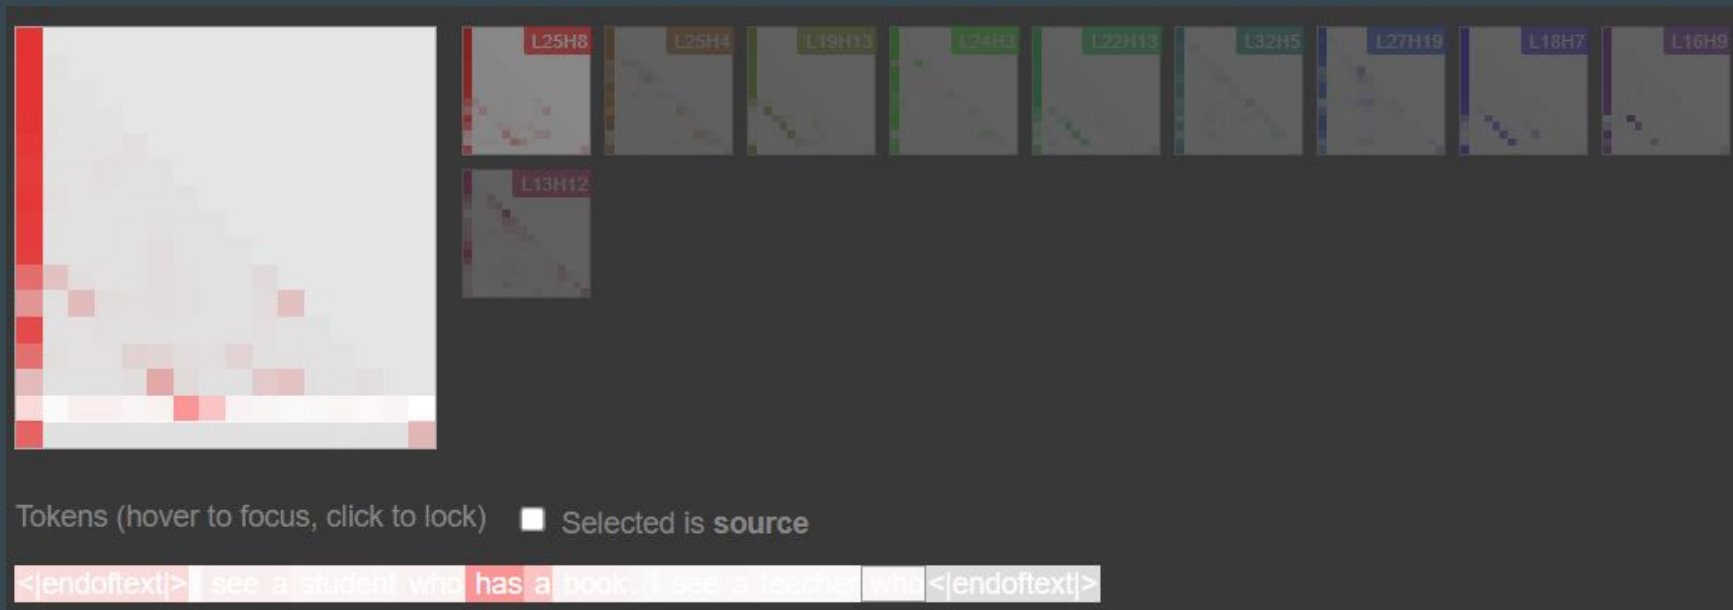 L25H8 L25H4 L19H13 L24H3 L22H13 L32H5 L27H19 L18H7 L16H9
L13H12
Tokens (hover to focus, click to lock) Selected is source
<|endoftext|>I see a student who has a book. I see a teacher who<|endoftext|>